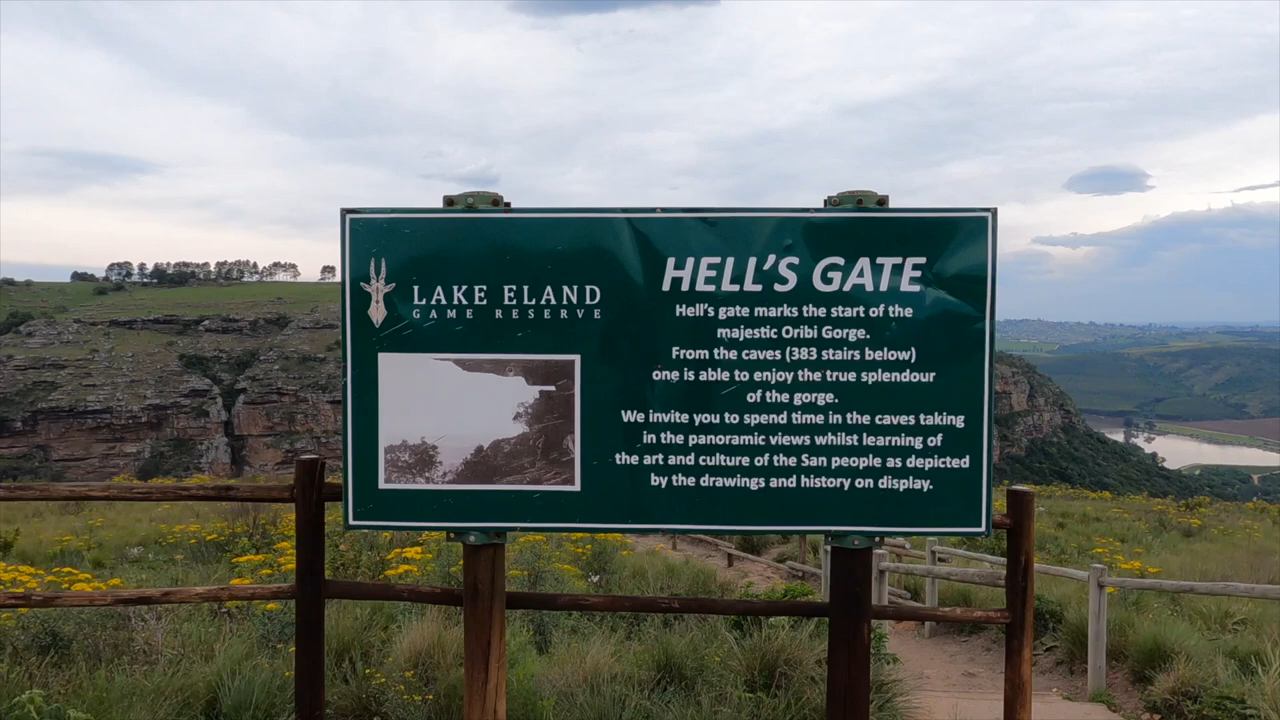 LAKE ELAND
GAME RESERVE
HELL'S GATE
Hell's gate marks the start of the
majestic Oribi Gorge.
From the caves (383 stairs below)
one is able to enjoy the true splendour
of the gorge.
We invite you to spend time in the caves taking
in the panoramic views whilst learning of
the art and culture of the San people as depicted
by the drawings and history on display.